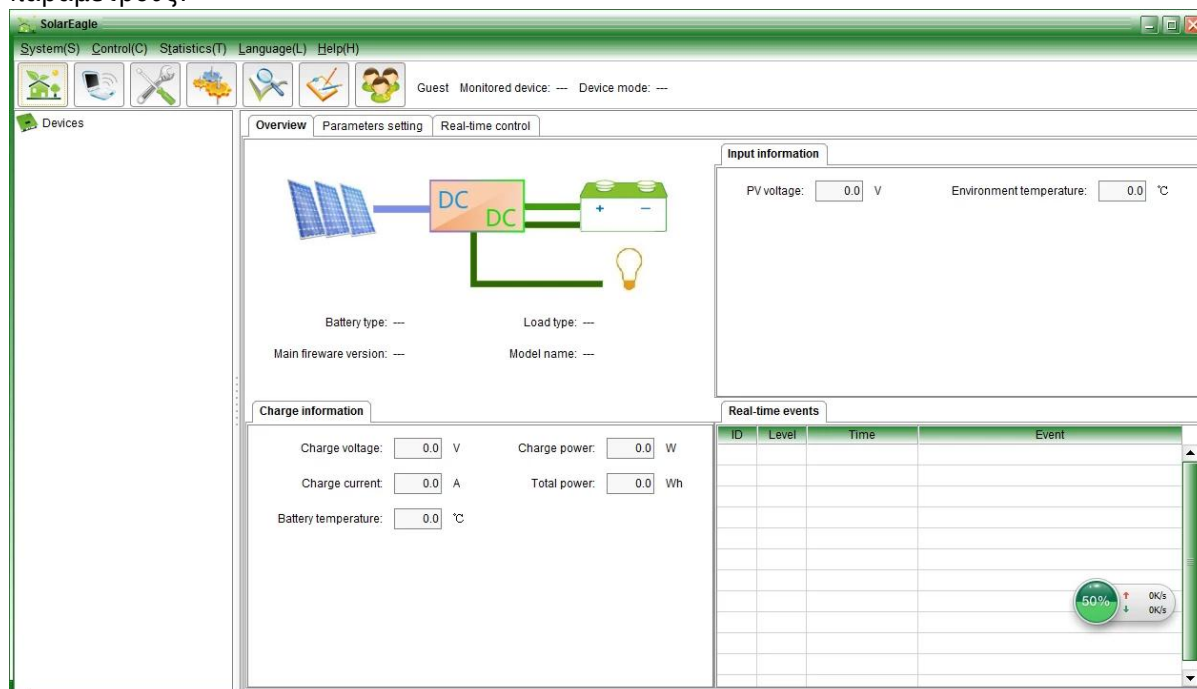 παραμέτρους.
SolarEagle
System(S) Control(C) Statistics(T) Language(L) Help(H)
Guest Monitored device: --- Device mode: ---
Devices
Overview Parameters setting Real-time control
DC
DC
+ −
Battery type: --- Load type: ---
Main fireware version: --- Model name: ---
Input information
PV voltage: 0.0 V Environment temperature: 0.0 ℃
Charge information
Charge voltage: 0.0 V Charge power: 0.0 W
Charge current: 0.0 A Total power: 0.0 Wh
Battery temperature: 0.0 ℃
Real-time events
ID Level Time Event
50% ↑ 0K/s
↓ 0K/s